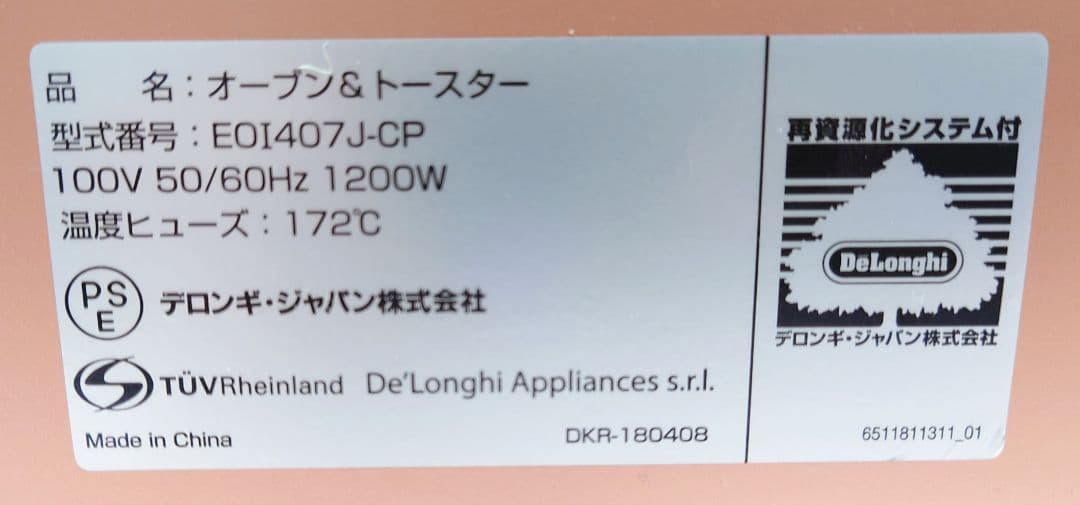 品 名：オーブン＆トースター
型式番号：EOI407J-CP
100V 50/60Hz 1200W
温度ヒューズ：172℃
PS
E
デロンギ・ジャパン株式会社
TÜVRheinland De'Longhi Appliances s.r.l.
Made in China
DKR-180408
再資源化システム付
DeLonghi
デロンギ・ジャパン株式会社
6511811311_01